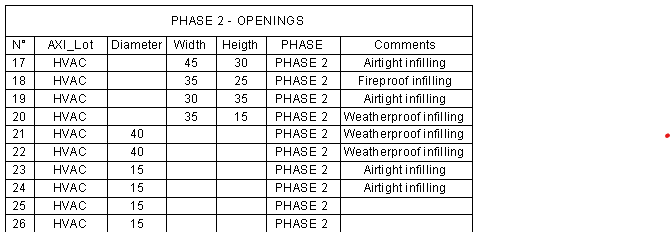 PHASE 2 - OPENINGS
N° AXI_Lot Diameter Width Heigth PHASE Comments
17 HVAC 45 30 PHASE 2 Airtight infilling
18 HVAC 35 25 PHASE 2 Fireproof infilling
19 HVAC 30 35 PHASE 2 Airtight infilling
20 HVAC 35 15 PHASE 2 Weatherproof infilling
21 HVAC 40 PHASE 2 Weatherproof infilling
22 HVAC 40 PHASE 2 Weatherproof infilling
23 HVAC 15 PHASE 2 Airtight infilling
24 HVAC 15 PHASE 2 Airtight infilling
25 HVAC 15 PHASE 2
26 HVAC 15 PHASE 2